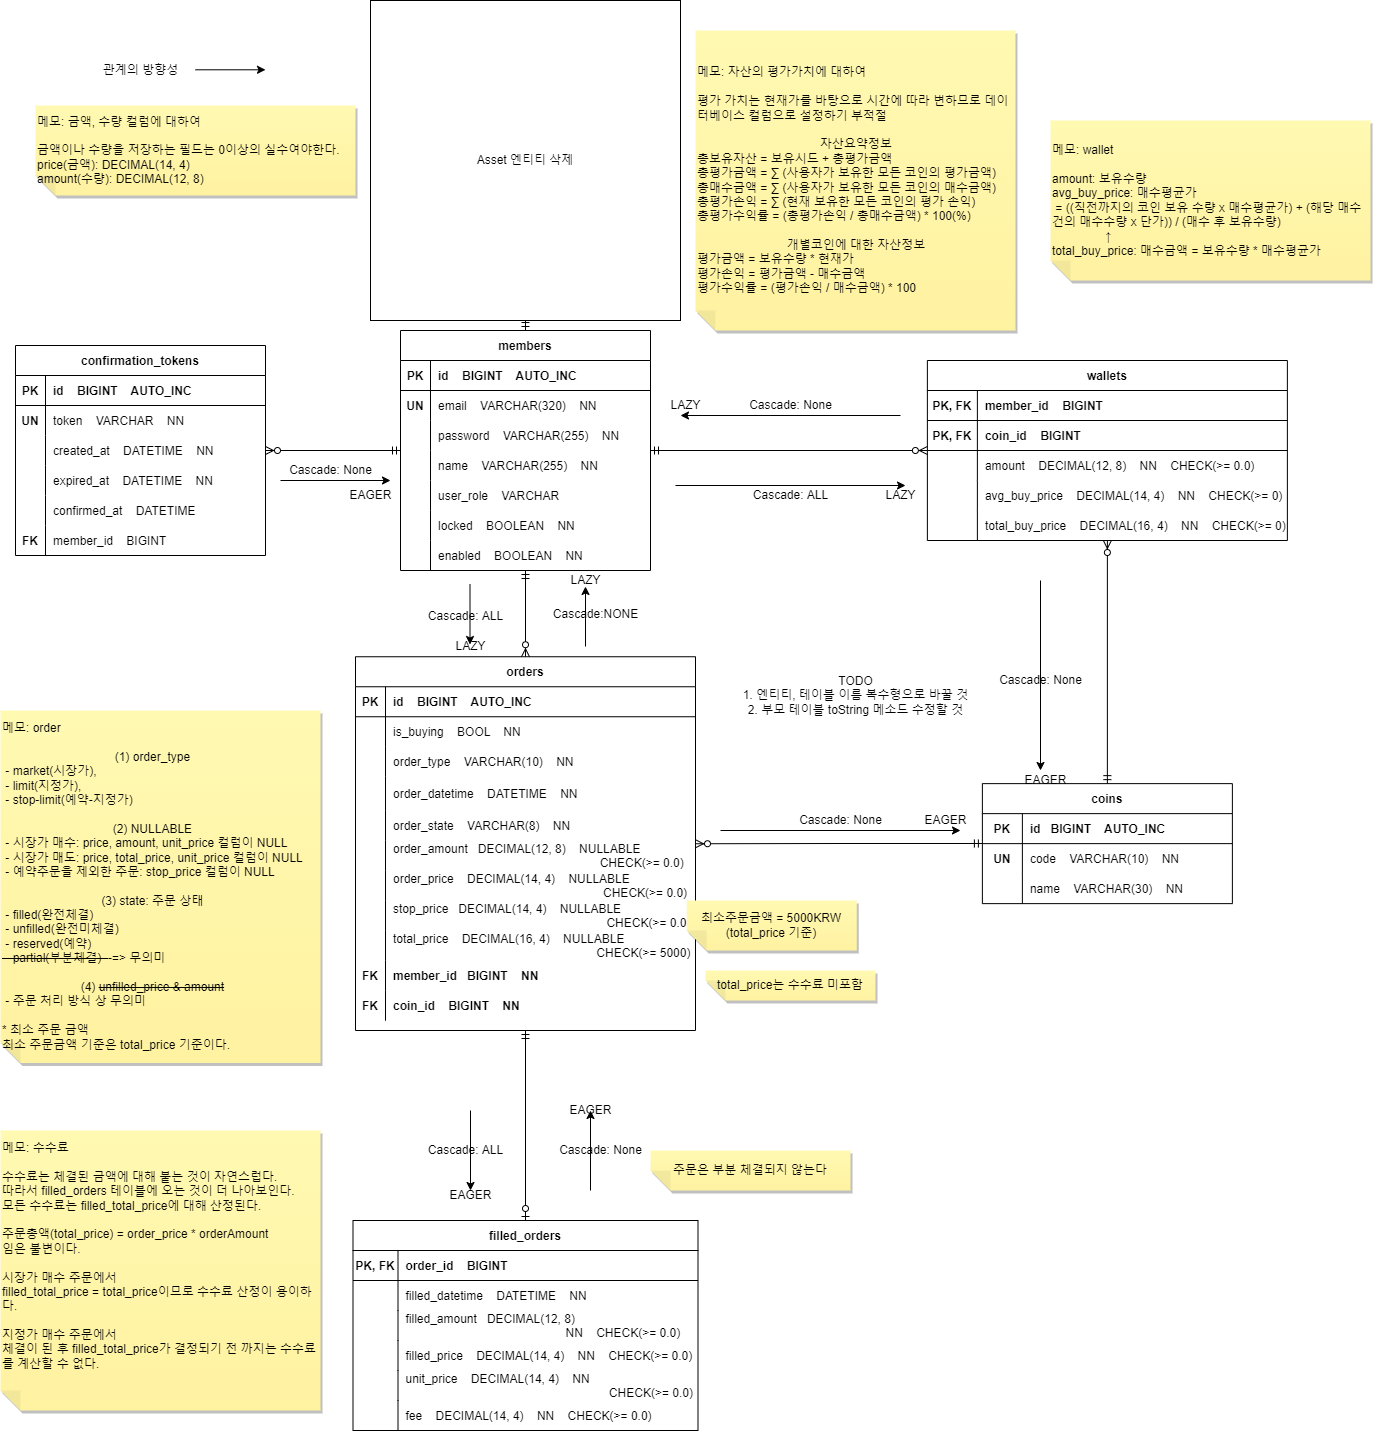 관계의 방향성
메모: 금액, 수량 컬럼에 대하여
금액이나 수량을 저장하는 필드는 0이상의 실수여야한다.
price(금액): DECIMAL(14, 4)
amount(수량): DECIMAL(12, 8)
Asset 엔티티 삭제
메모: 자산의 평가가치에 대하여
평가 가치는 현재가를 바탕으로 시간에 따라 변하므로 데이
터베이스 컬럼으로 설정하기 부적절
자산요약정보
총보유자산 = 보유시드 + 총평가금액
총평가금액 = ∑ (사용자가 보유한 모든 코인의 평가금액)
총매수금액 = ∑ (사용자가 보유한 모든 코인의 매수금액)
총평가손익 = ∑ (현재 보유한 모든 코인의 평가 손익)
총평가수익률 = (총평가손익 / 총매수금액) * 100(%)
개별코인에 대한 자산정보
평가금액 = 보유수량 * 현재가
평가손익 = 평가금액 - 매수금액
평가수익률 = (평가손익 / 매수금액) * 100
메모: wallet
amount: 보유수량
avg_buy_price: 매수평균가
= ((직전까지의 코인 보유 수량 x 매수평균가) + (해당 매수
건의 매수수량 x 단가)) / (매수 후 보유수량)
↑
total_buy_price: 매수금액 = 보유수량 * 매수평균가
confirmation_tokens
PK id BIGINT AUTO_INC
UN token VARCHAR NN
created_at DATETIME NN
expired_at DATETIME NN
confirmed_at DATETIME
FK member_id BIGINT
Cascade: None
EAGER
members
PK id BIGINT AUTO_INC
UN email VARCHAR(320) NN
password VARCHAR(255) NN
name VARCHAR(255) NN
user_role VARCHAR
locked BOOLEAN NN
enabled BOOLEAN NN
LAZY
Cascade: None
Cascade: ALL
LAZY
wallets
PK, FK member_id BIGINT
PK, FK coin_id BIGINT
amount DECIMAL(12, 8) NN CHECK(>= 0.0)
avg_buy_price DECIMAL(14, 4) NN CHECK(>= 0)
total_buy_price DECIMAL(16, 4) NN CHECK(>= 0)
LAZY
Cascade: ALL
Cascade:NONE
LAZY
Cascade: None
EAGER
TODO
1. 엔티티, 테이블 이름 복수형으로 바꿀 것
2. 부모 테이블 toString 메소드 수정할 것
orders
PK id BIGINT AUTO_INC
is_buying BOOL NN
order_type VARCHAR(10) NN
order_datetime DATETIME NN
order_state VARCHAR(8) NN
order_amount DECIMAL(12, 8) NULLABLE
CHECK(>= 0.0)
order_price DECIMAL(14, 4) NULLABLE
CHECK(>= 0.0)
stop_price DECIMAL(14, 4) NULLABLE
CHECK(>= 0.0
total_price DECIMAL(16, 4) NULLABLE
CHECK(>= 5000)
FK member_id BIGINT NN
FK coin_id BIGINT NN
Cascade: None
EAGER
coins
PK id BIGINT AUTO_INC
UN code VARCHAR(10) NN
name VARCHAR(30) NN
최소주문금액 = 5000KRW
(total_price 기준)
total_price는 수수료 미포함
메모: order
(1) order_type
- market(시장가),
- limit(지정가),
- stop-limit(예약-지정가)
(2) NULLABLE
- 시장가 매수: price, amount, unit_price 컬럼이 NULL
- 시장가 매도: price, total_price, unit_price 컬럼이 NULL
- 예약주문을 제외한 주문: stop_price 컬럼이 NULL
(3) state: 주문 상태
- filled(완전체결)
- unfilled(완전미체결)
- reserved(예약)
- partial(부분체결) -=> 무의미
(4) unfilled_price & amount
- 주문 처리 방식 상 무의미
* 최소 주문 금액
최소 주문금액 기준은 total_price 기준이다.
메모: 수수료
수수료는 체결된 금액에 대해 붙는 것이 자연스럽다.
따라서 filled_orders 테이블에 오는 것이 더 나아보인다.
모든 수수료는 filled_total_price에 대해 산정된다.
주문총액(total_price) = order_price * orderAmount
임은 불변이다.
시장가 매수 주문에서
filled_total_price = total_price이므로 수수료 산정이 용이하
다.
지정가 매수 주문에서
체결이 된 후 filled_total_price가 결정되기 전 까지는 수수료
를 계산할 수 없다.
Cascade: ALL
EAGER
EAGER
Cascade: None
주문은 부분 체결되지 않는다
filled_orders
PK, FK order_id BIGINT
filled_datetime DATETIME NN
filled_amount DECIMAL(12, 8)
NN CHECK(>= 0.0)
filled_price DECIMAL(14, 4) NN CHECK(>= 0.0)
unit_price DECIMAL(14, 4) NN
CHECK(>= 0.0)
fee DECIMAL(14, 4) NN CHECK(>= 0.0)